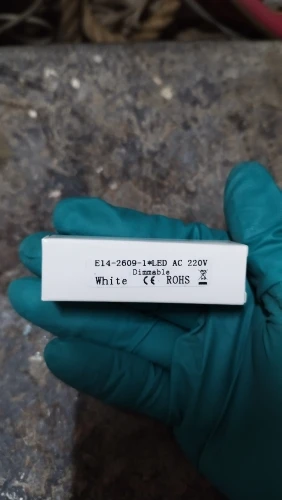 E14-2609-1*LED AC 220V
Dimmable
White CE ROHS